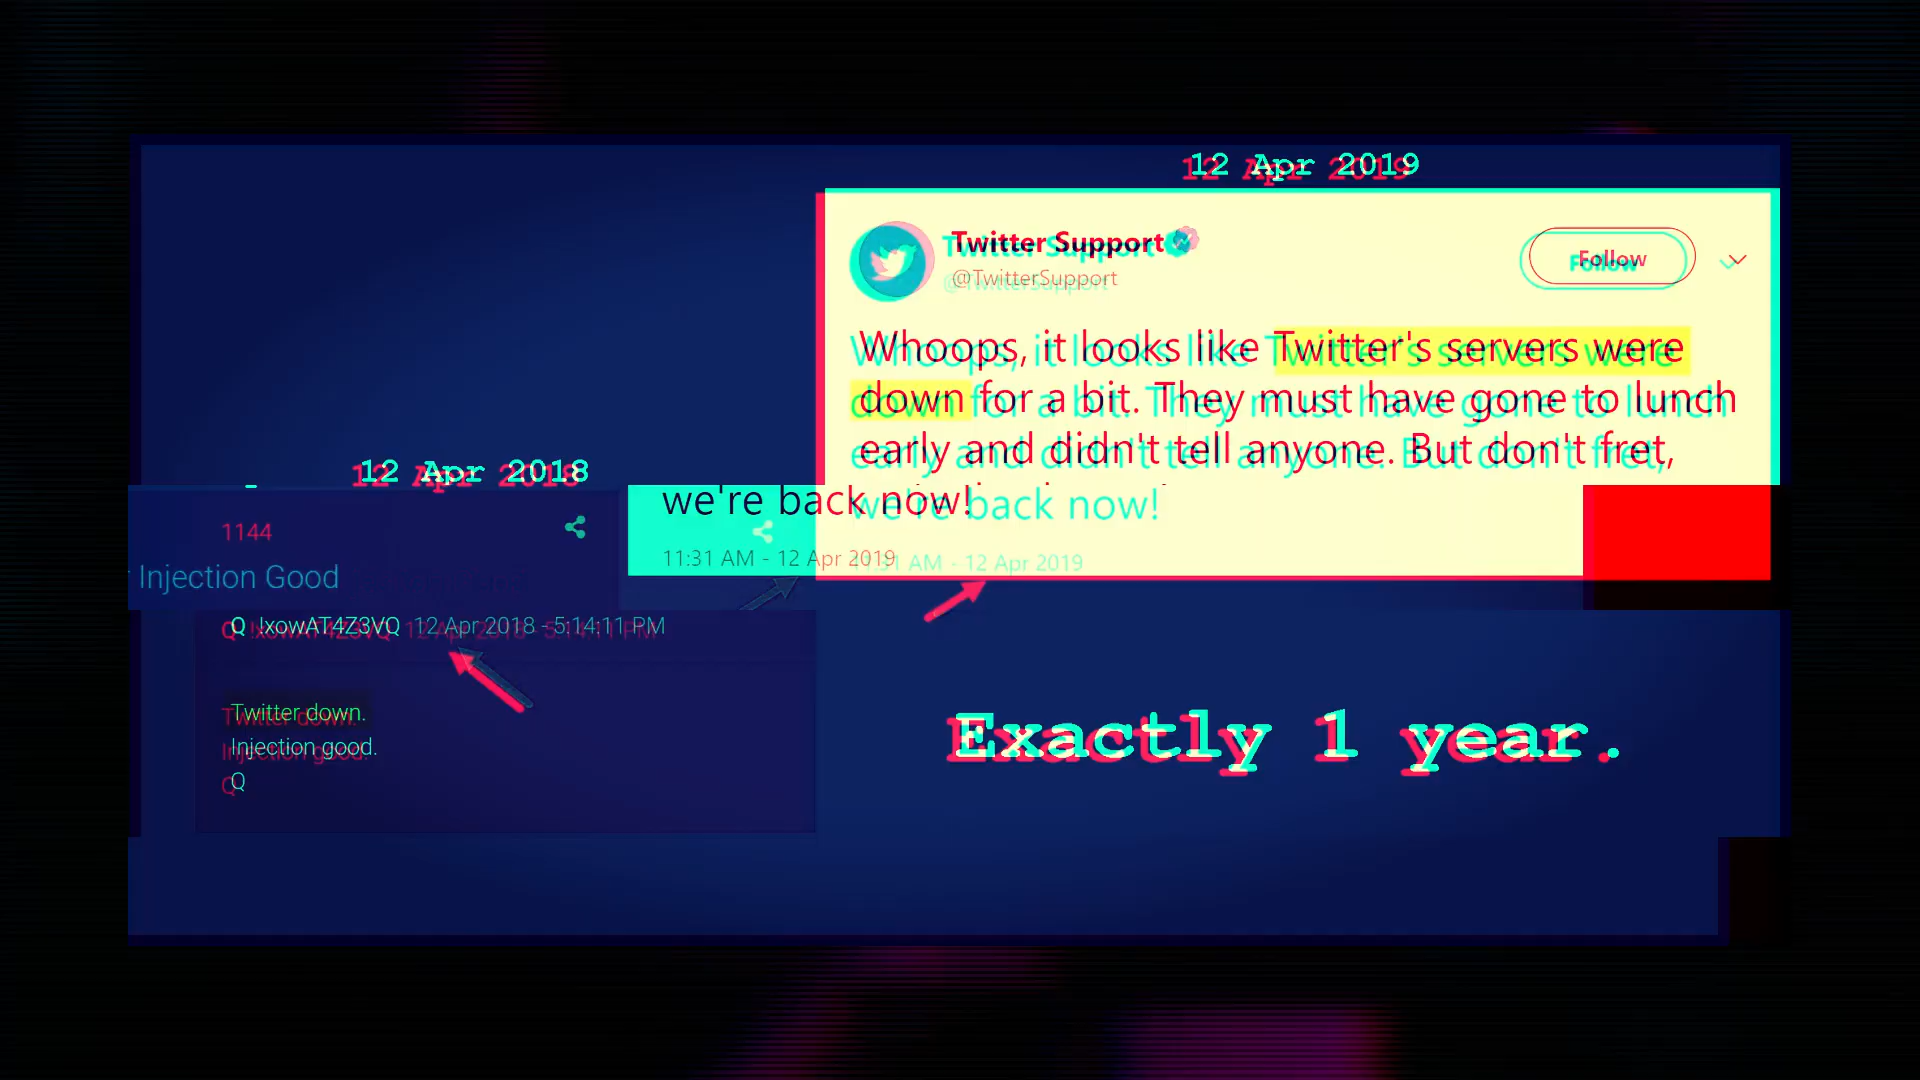 12 Apr 2019
Twitter Support
@TwitterSupport
Follow
Whoops, it looks like Twitter's servers were
down for a bit. They must have gone to lunch
early and didn't tell anyone. But don't fret,
we're back now!
11:31 AM - 12 Apr 2019
12 Apr 2018
1144
r Injection Good
Q !xowAT4Z3VQ 12 Apr 2018 - 5:14:11 PM
Twitter down.
Injection good.
Q
Exactly 1 year.